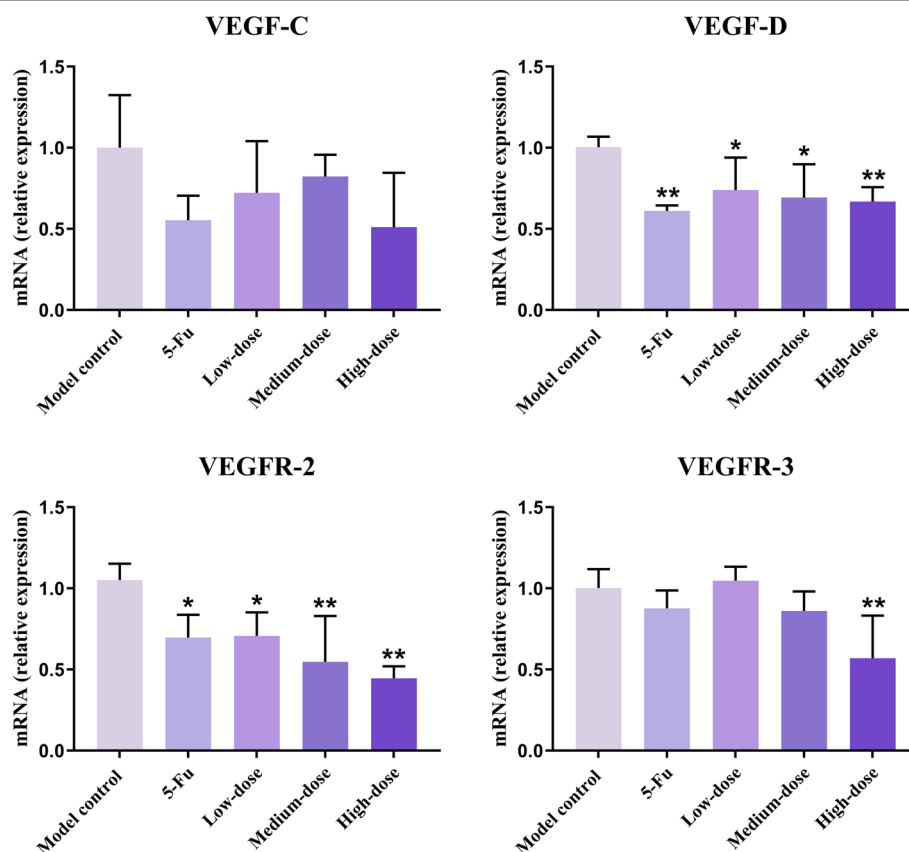 VEGF-C
mRNA (relative expression)
1.5
1.0
0.5
0.0
Model control
5-Fu
Low-dose
Medium-dose
High-dose
VEGF-D
mRNA (relative expression)
1.5
1.0
0.5
0.0
**
*
*
**
Model control
5-Fu
Low-dose
Medium-dose
High-dose
VEGFR-2
mRNA (relative expression)
1.5
1.0
0.5
0.0
*
*
**
**
Model control
5-Fu
Low-dose
Medium-dose
High-dose
VEGFR-3
mRNA (relative expression)
1.5
1.0
0.5
0.0
**
Model control
5-Fu
Low-dose
Medium-dose
High-dose